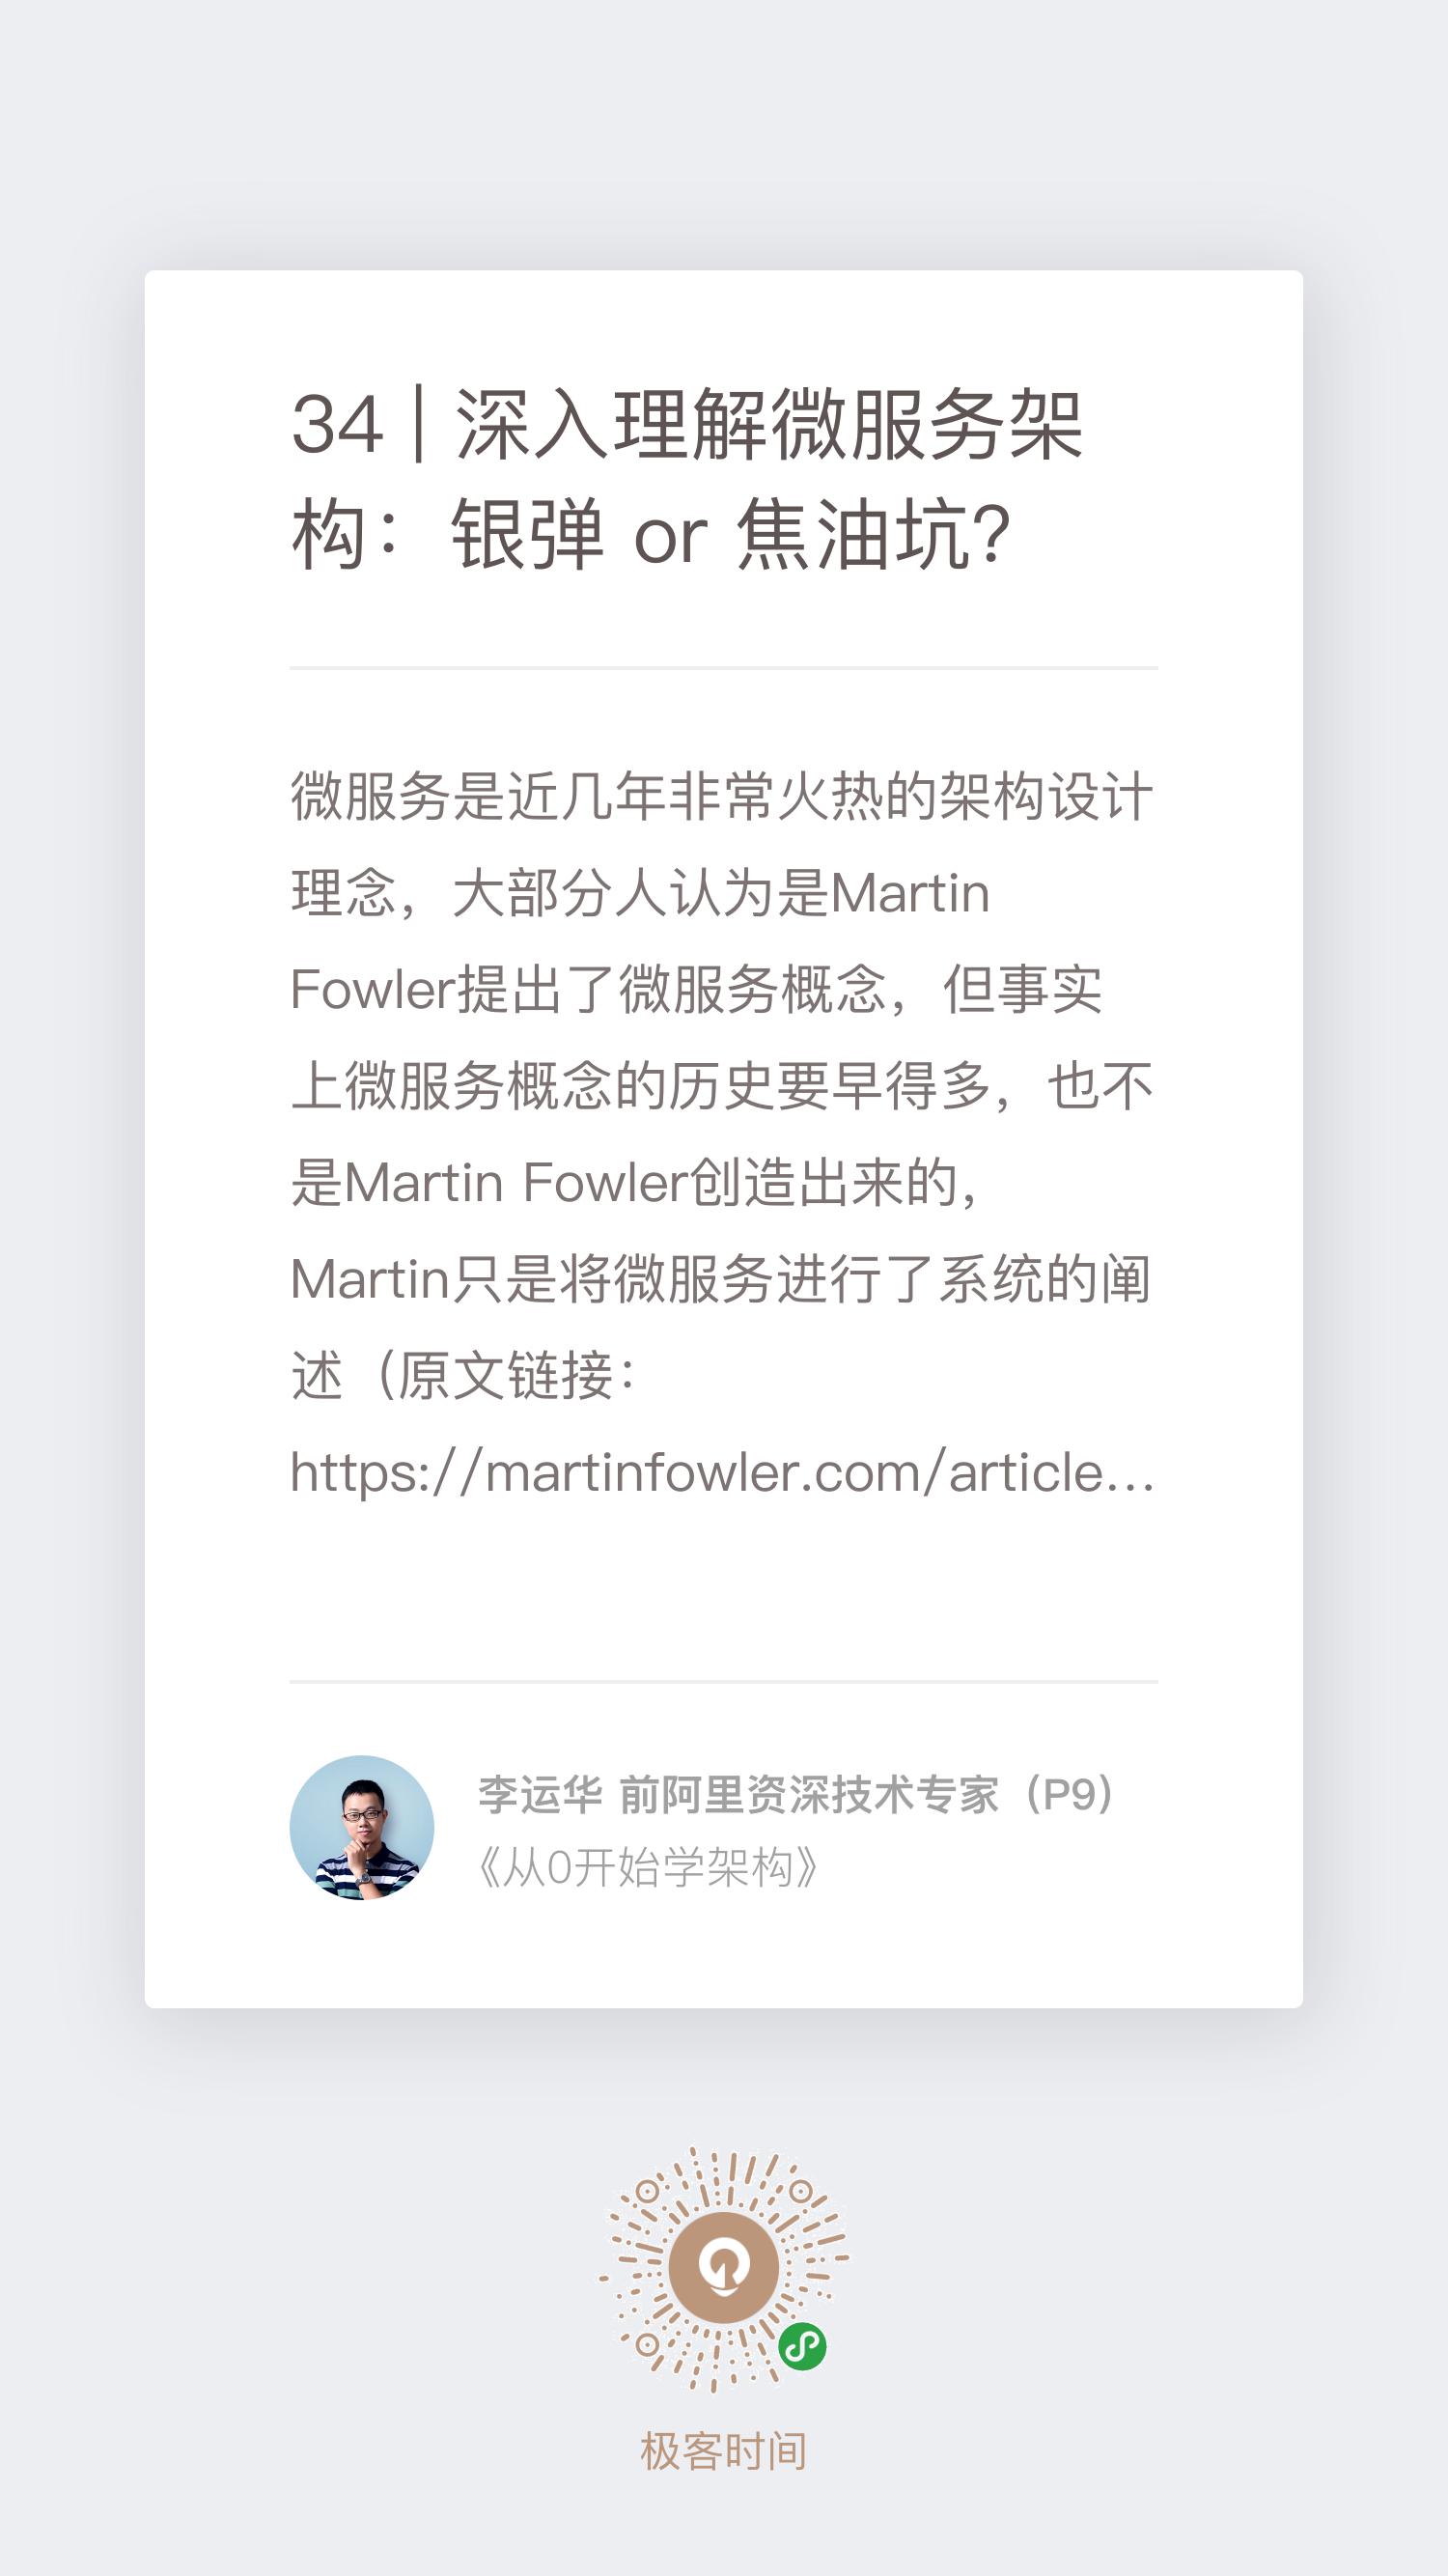 34 | 深入理解微服务架
构：银弹 or 焦油坑?
微服务是近几年非常火热的架构设计
理念，大部分人认为是Martin
Fowler提出了微服务概念，但事实
上微服务概念的历史要早得多，也不
是Martin Fowler创造出来的，
Martin只是将微服务进行了系统的阐
述（原文链接：
https://martinfowler.com/article...
李运华 前阿里资深技术专家（P9）
《从0开始学架构》
极客时间